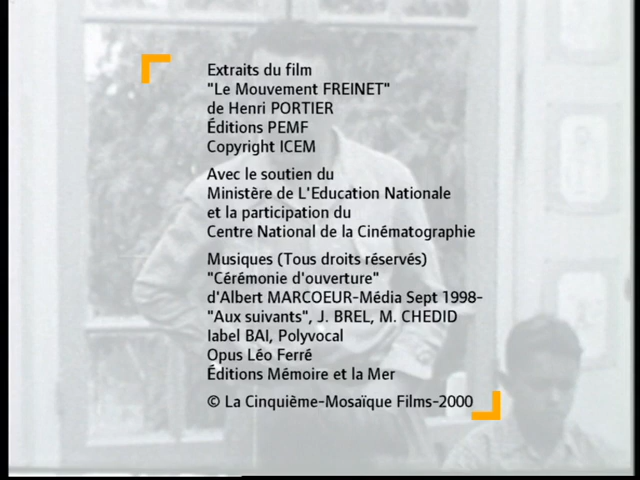 Extraits du film
"Le Mouvement FREINET"
de Henri PORTIER
Éditions PEMF
Copyright ICEM
Avec le soutien du
Ministère de L'Education Nationale
et la participation du
Centre National de la Cinématographie
Musiques (Tous droits réservés)
"Cérémonie d'ouverture"
d'Albert MARCOEUR-Média Sept 1998-
"Aux suivants", J. BREL, M. CHEDID
Iabel BAI, Polyvocal
Opus Léo Ferré
Éditions Mémoire et la Mer
© La Cinquième-Mosaïque Films-2000